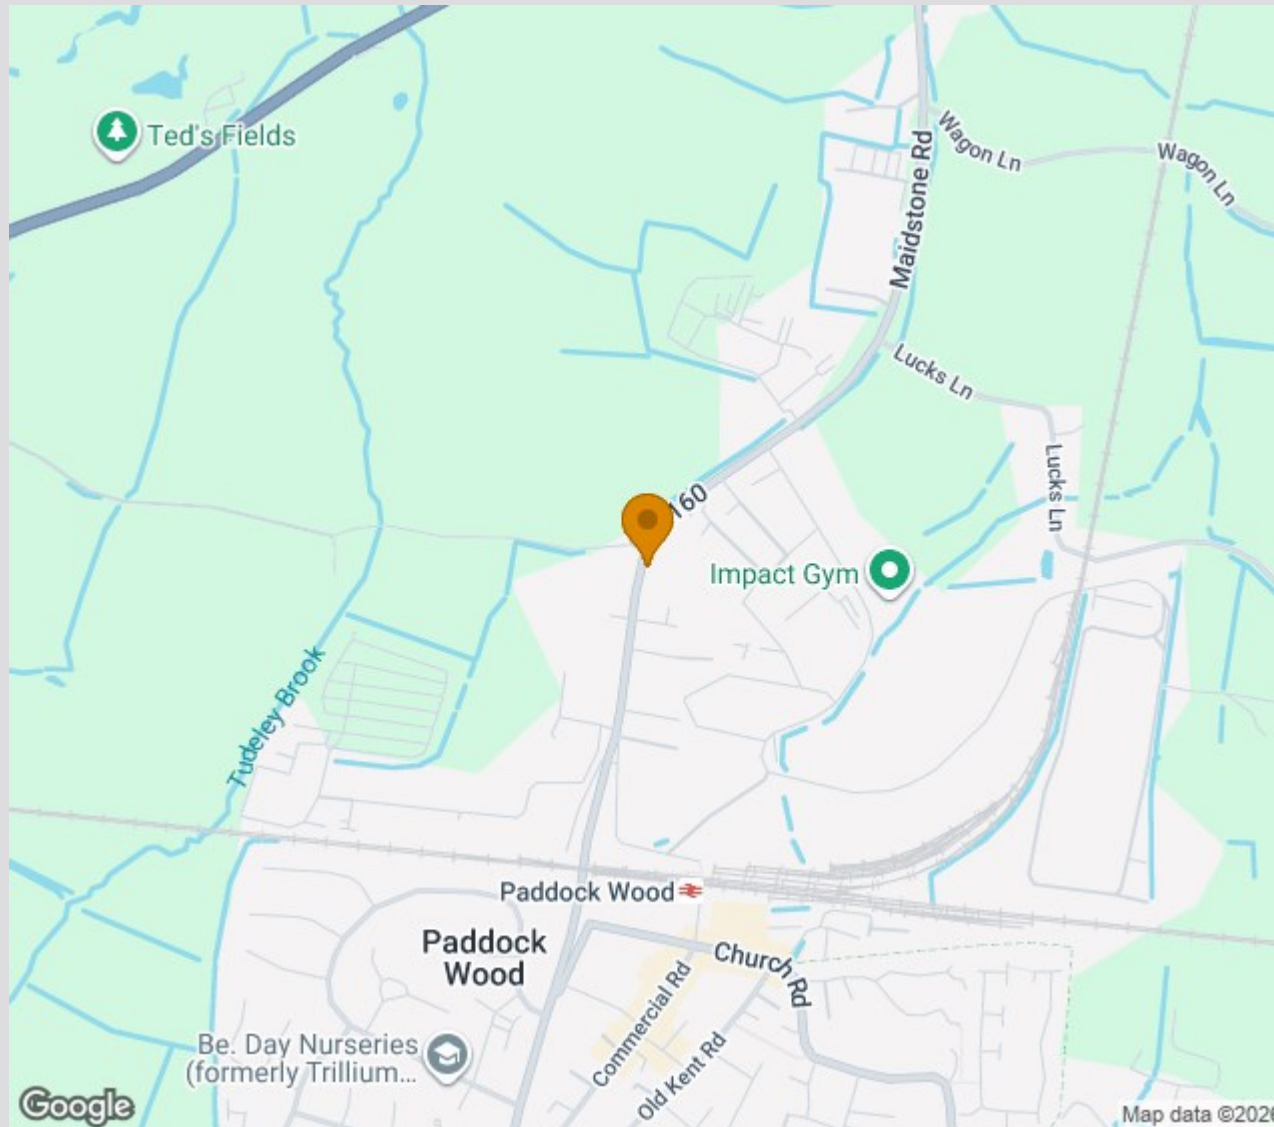 Ted's Fields
Wagon Ln
Wagon Ln
Maidstone Rd
Lucks Ln
Lucks Ln
160
Impact Gym
Tudeley Brook
Paddock Wood
Paddock
Wood
Church Rd
Commercial Rd
Old Kent Rd
Be. Day Nurseries
(formerly Trillium...
Google
Map data ©2026